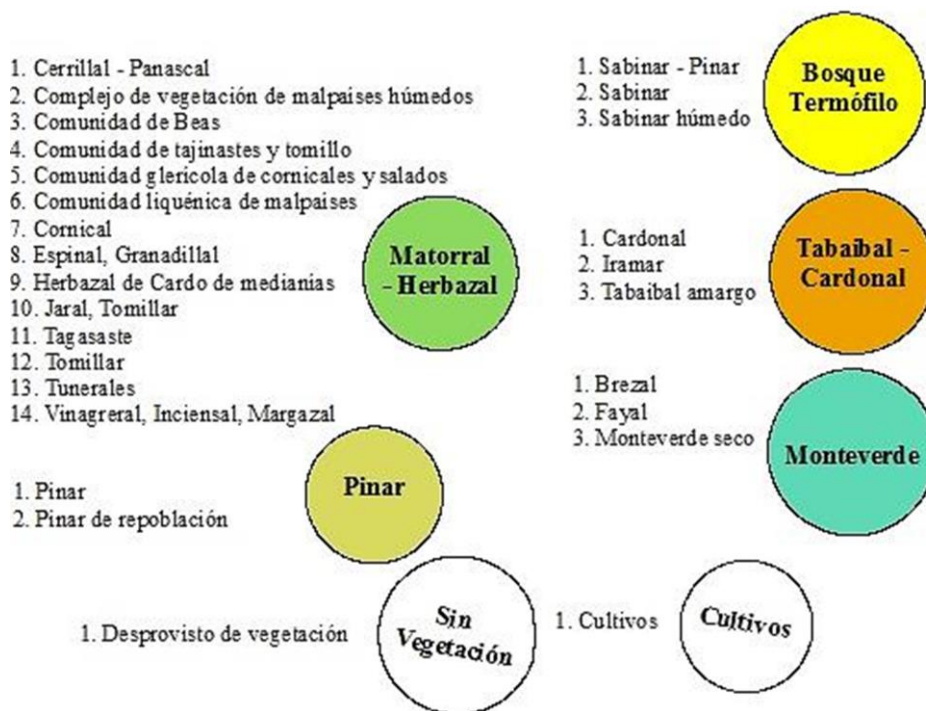 1. Cerrillal - Panascal
2. Complejo de vegetación de malpaises húmedos
3. Comunidad de Beas
4. Comunidad de tajinastes y tomillo
5. Comunidad glerícola de cornicales y salados
6. Comunidad liquénica de malpaises
7. Cornical
8. Espinal, Granadillal
9. Herbazal de Cardo de medianías
10. Jaral, Tomillar
11. Tagasaste
12. Tomillar
13. Tunerales
14. Vinagreral, Inciensal, Margazal
Matorral
- Herbazal
1. Sabinar - Pinar
2. Sabinar
3. Sabinar húmedo
Bosque
Termófilo
1. Cardonal
2. Iramar
3. Tabaibal amargo
Tabaibal -
Cardonal
1. Brezal
2. Fayal
3. Monteverde seco
Monteverde
1. Pinar
2. Pinar de repoblación
Pinar
1. Desprovisto de vegetación
Sin
Vegetación
1. Cultivos
Cultivos